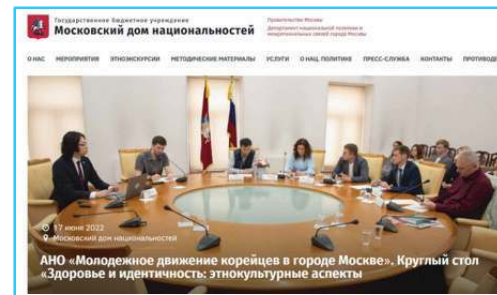 Государственное бюджетное учреждение
Московский дом национальностей
Правительство Москвы
Департамент национальной политики и
межрегиональных связей города Москвы
О НАС МЕРОПРИЯТИЯ ЭТНОЭКСКУРСИИ МЕТОДИЧЕСКИЕ МАТЕРИАЛЫ УСЛУГИ О НАЦ. ПОЛИТИКЕ ПРЕСС-СЛУЖБА КОНТАКТЫ ПРОТИВОДЕ
17 июня 2022
Московский дом национальностей
АНО «Молодежное движение корейцев в городе Москве». Круглый стол
«Здоровье и идентичность: этнокультурные аспекты